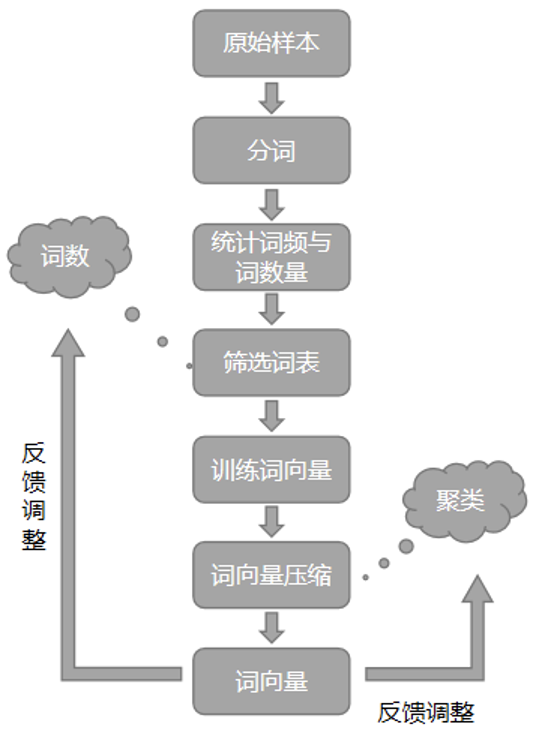 原始样本
分词
统计词频与
词数量
词数
筛选词表
训练词向量
反
馈
调
整
聚类
词向量压缩
词向量
反馈调整